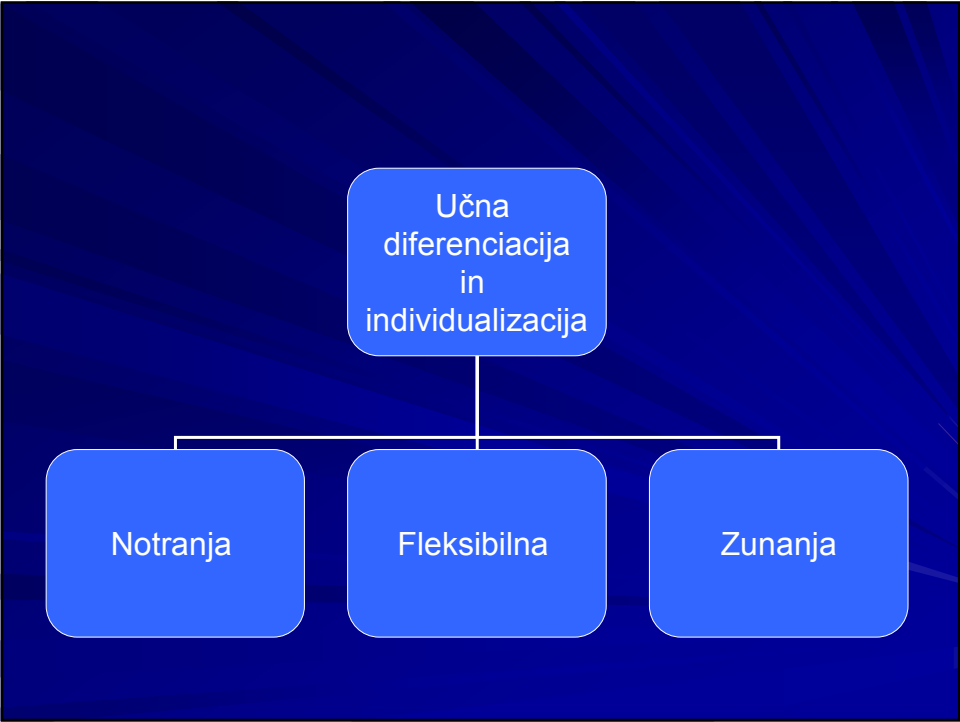 Učna
diferenciacija
in
individualizacija
Notranja
Fleksibilna
Zunanja